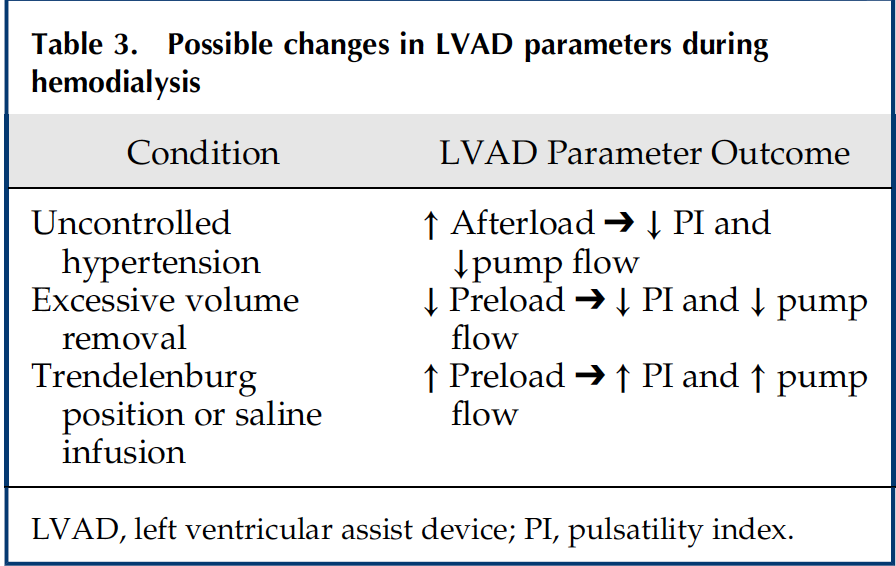 Table 3. Possible changes in LVAD parameters during
hemodialysis
Condition LVAD Parameter Outcome
Uncontrolled ↑ Afterload ➔ ↓ PI and
hypertension ↓pump flow
Excessive volume ↓ Preload ➔ ↓ PI and ↓ pump
removal flow
Trendelenburg ↑ Preload ➔ ↑ PI and ↑ pump
position or saline flow
infusion
LVAD, left ventricular assist device; PI, pulsatility index.